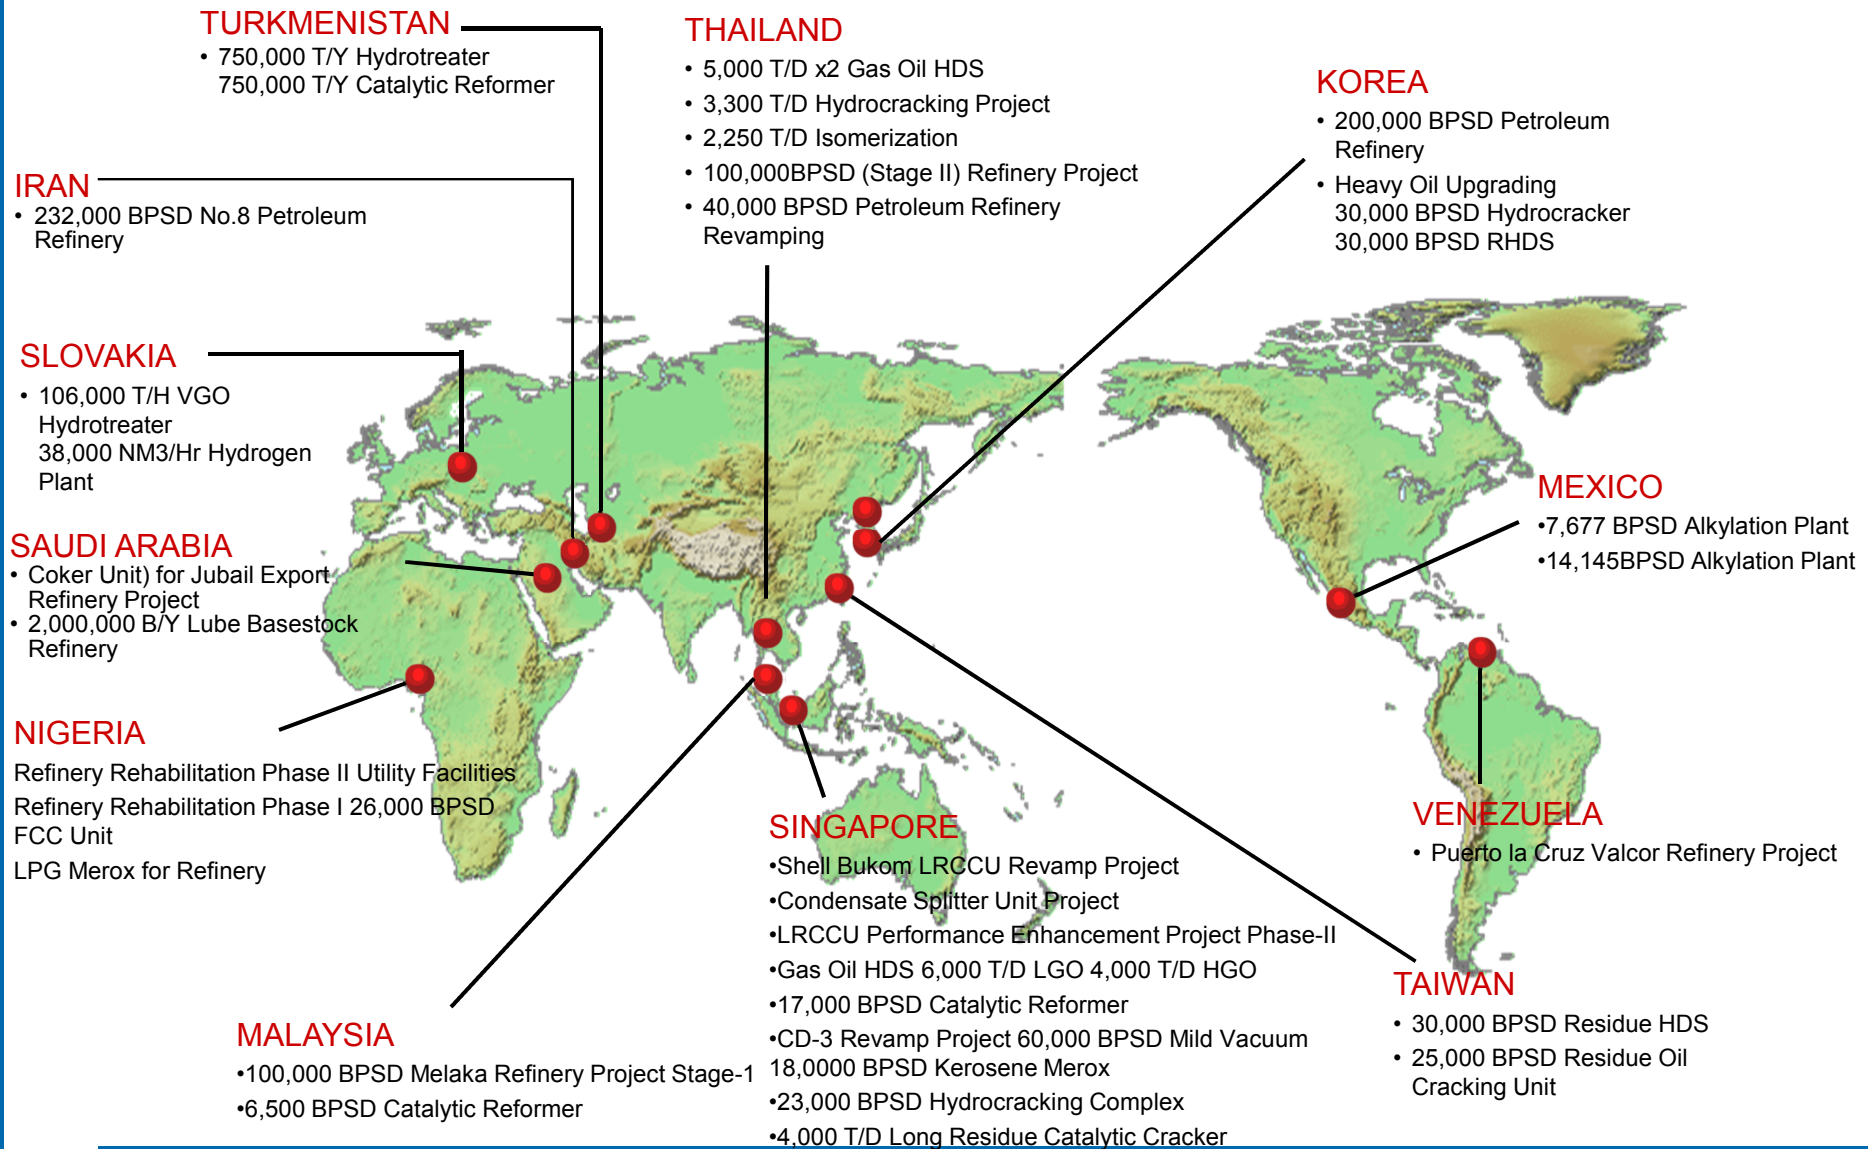 TURKMENISTAN
• 750,000 T/Y Hydrotreater
750,000 T/Y Catalytic Reformer
THAILAND
• 5,000 T/D x2 Gas Oil HDS
• 3,300 T/D Hydrocracking Project
• 2,250 T/D Isomerization
• 100,000BPSD (Stage II) Refinery Project
• 40,000 BPSD Petroleum Refinery
Revamping
KOREA
• 200,000 BPSD Petroleum
Refinery
• Heavy Oil Upgrading
30,000 BPSD Hydrocracker
30,000 BPSD RHDS
IRAN
• 232,000 BPSD No.8 Petroleum
Refinery
SLOVAKIA
• 106,000 T/H VGO
Hydrotreater
38,000 NM3/Hr Hydrogen
Plant
SAUDI ARABIA
• Coker Unit) for Jubail Export
Refinery Project
• 2,000,000 B/Y Lube Basestock
Refinery
MEXICO
•7,677 BPSD Alkylation Plant
•14,145BPSD Alkylation Plant
NIGERIA
Refinery Rehabilitation Phase II Utility Facilities
Refinery Rehabilitation Phase I 26,000 BPSD
FCC Unit
LPG Merox for Refinery
VENEZUELA
• Puerto la Cruz Valcor Refinery Project
SINGAPORE
•Shell Bukom LRCCU Revamp Project
•Condensate Splitter Unit Project
•LRCCU Performance Enhancement Project Phase-II
•Gas Oil HDS 6,000 T/D LGO 4,000 T/D HGO
•17,000 BPSD Catalytic Reformer
•CD-3 Revamp Project 60,000 BPSD Mild Vacuum
18,0000 BPSD Kerosene Merox
•23,000 BPSD Hydrocracking Complex
•4,000 T/D Long Residue Catalytic Cracker
MALAYSIA
•100,000 BPSD Melaka Refinery Project Stage-1
•6,500 BPSD Catalytic Reformer
TAIWAN
• 30,000 BPSD Residue HDS
• 25,000 BPSD Residue Oil
Cracking Unit